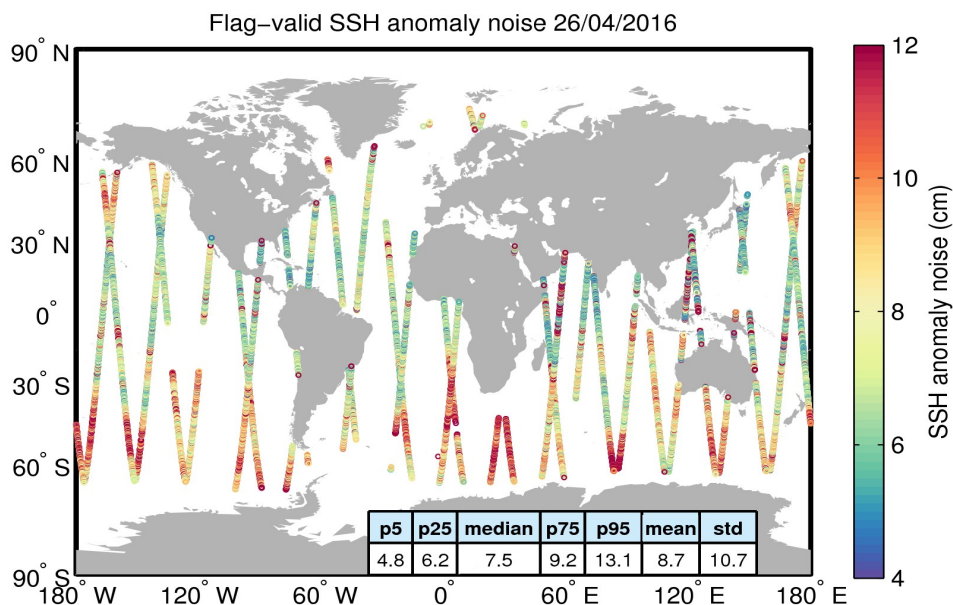 Flag−valid SSH anomaly noise 26/04/2016
90° N
60° N
30° N
0°
30° S
60° S
90° S
180° W 120° W 60° W 0° 60° E 120° E 180° E
p5 p25 median p75 p95 mean std
4.8 6.2 7.5 9.2 13.1 8.7 10.7
12
10
8
6
4
SSH anomaly noise (cm)